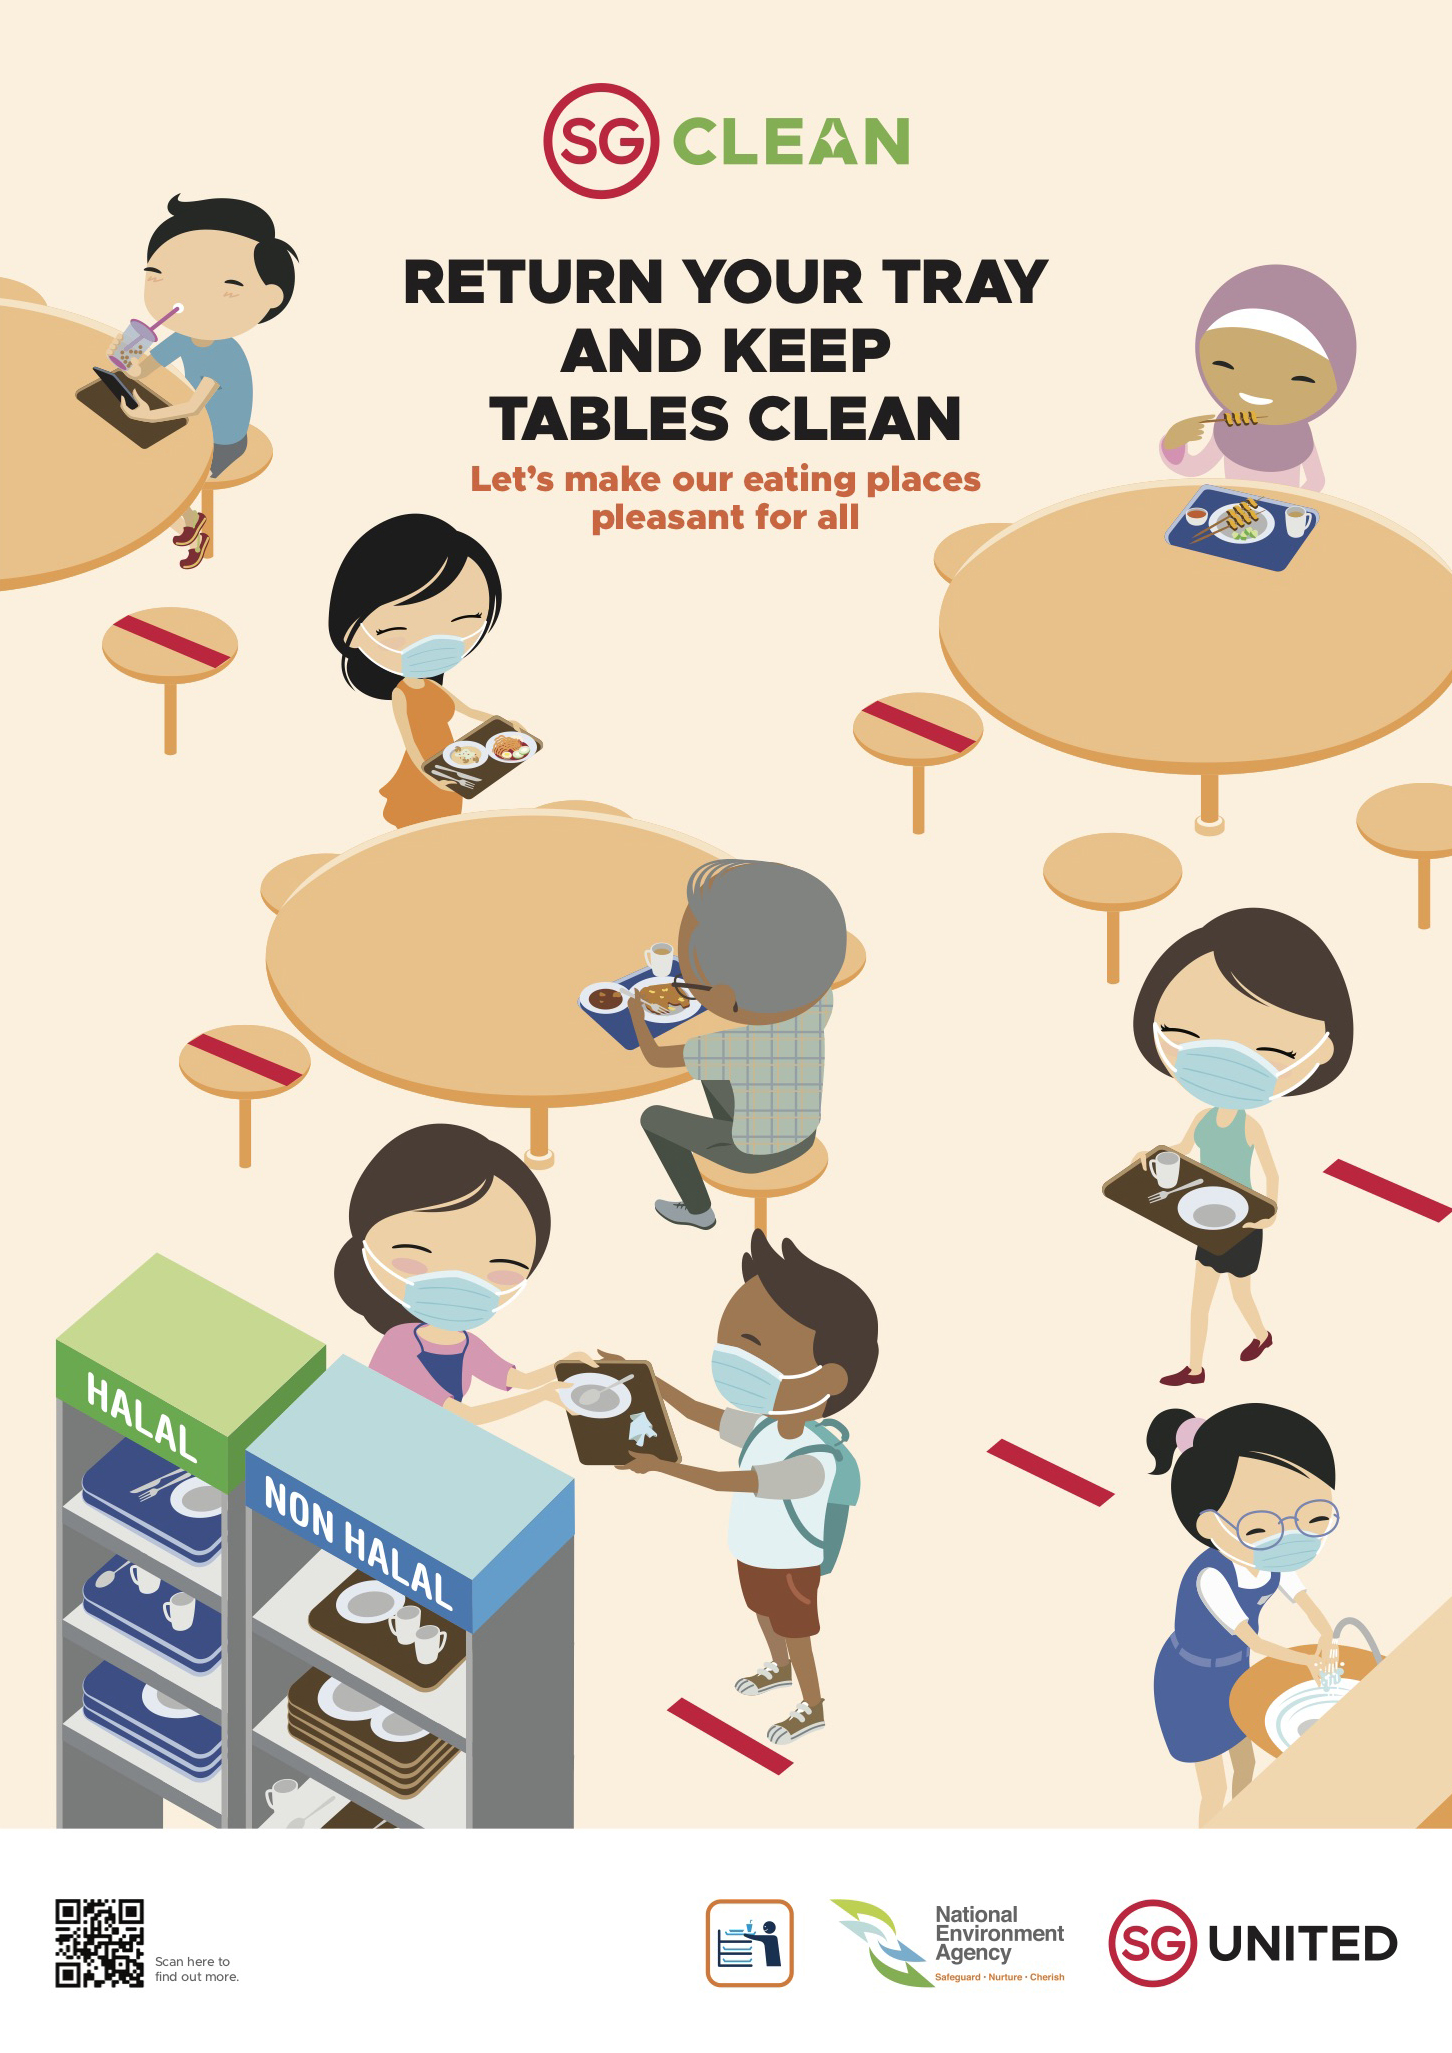 SG CLEAN
RETURN YOUR TRAY
AND KEEP
TABLES CLEAN
Let's make our eating places
pleasant for all
HALAL
NON HALAL
Scan here to
find out more.
National
Environment
Agency
Safeguard · Nurture · Cherish
SG UNITED